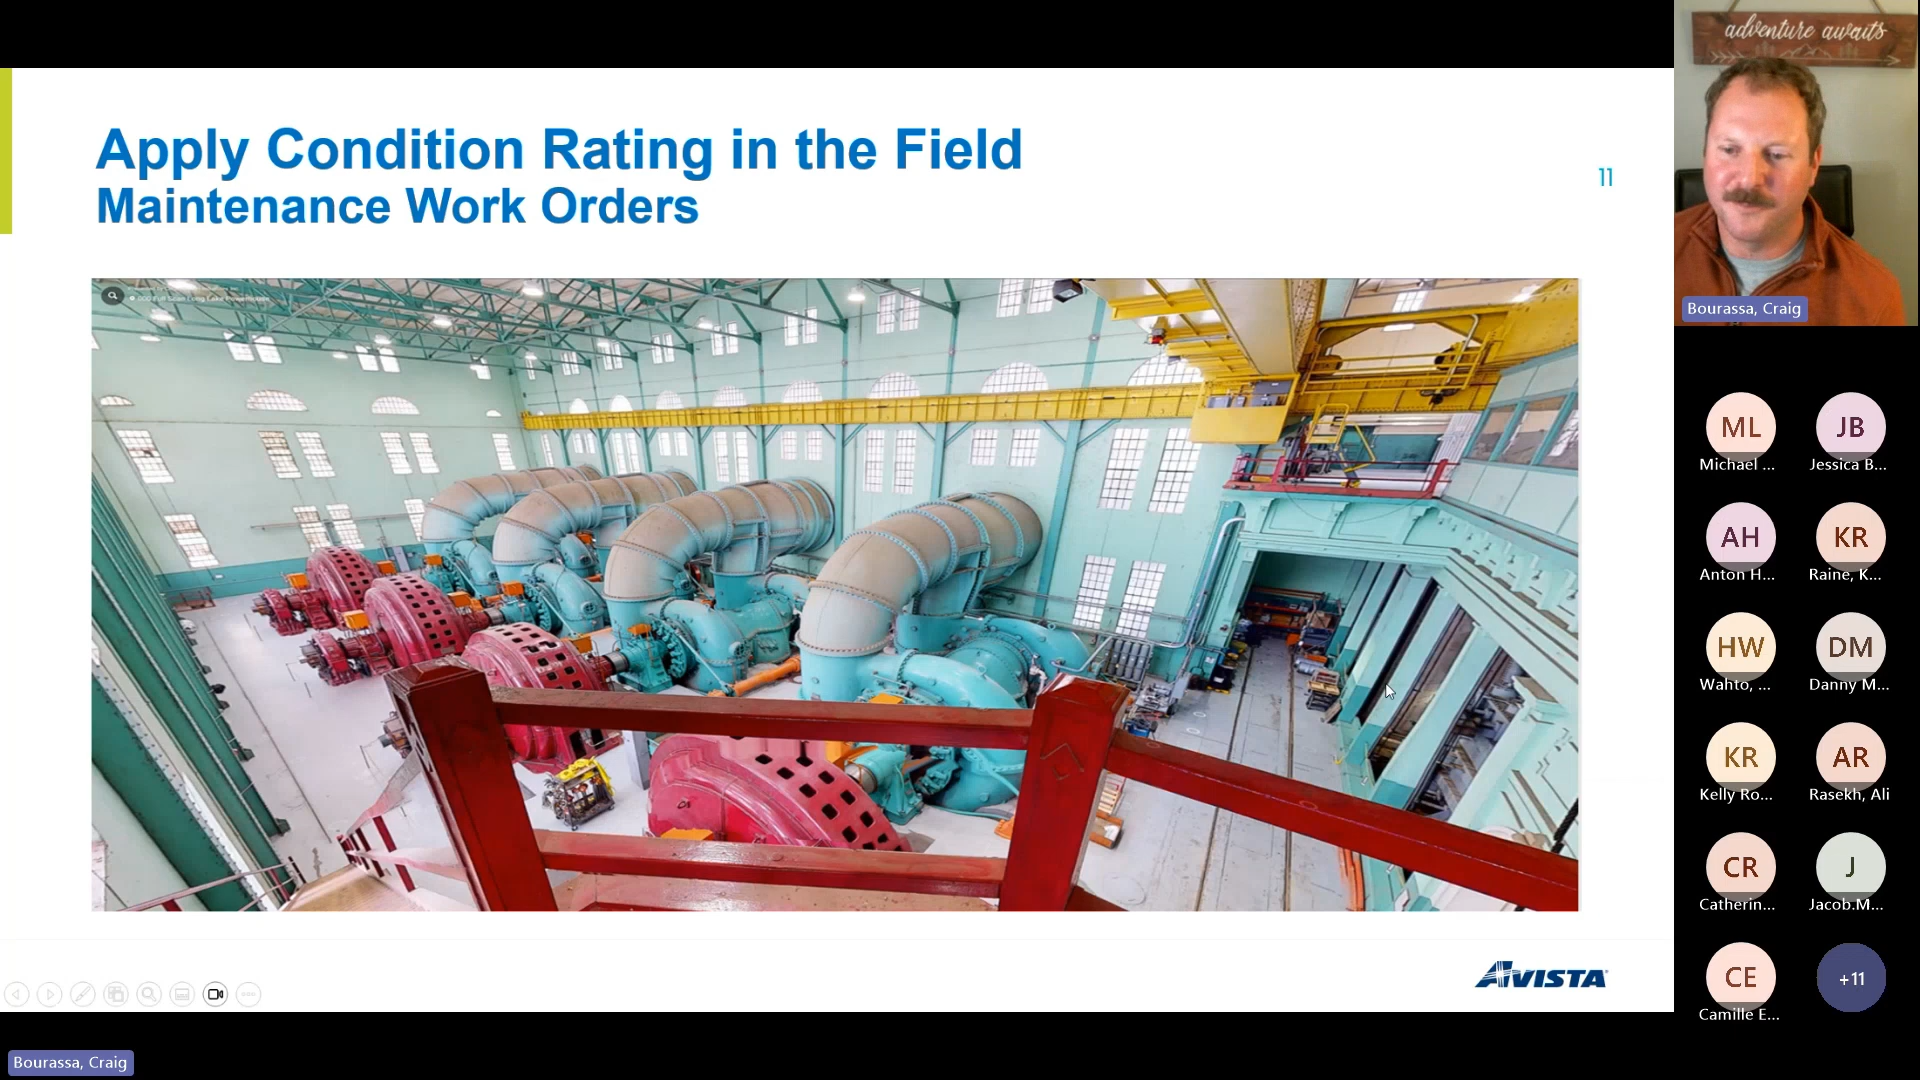 adventure awaits
Apply Condition Rating in the Field
Maintenance Work Orders
11
Bourassa, Craig
ML
Michael ...
JB
Jessica B...
AH
Anton H...
KR
Raine, K...
HW
Wahto, ...
DM
Danny M...
KR
Kelly Ro...
AR
Rasekh, Ali
CR
Catherin...
J
Jacob.M...
CE
Camille E...
+11
AVISTA
Bourassa, Craig